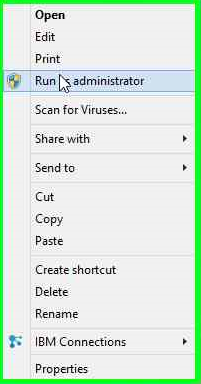 Open
Edit
Print
Run as administrator
Scan for Viruses...
Share with
Send to
Cut
Copy
Paste
Create shortcut
Delete
Rename
IBM Connections
Properties